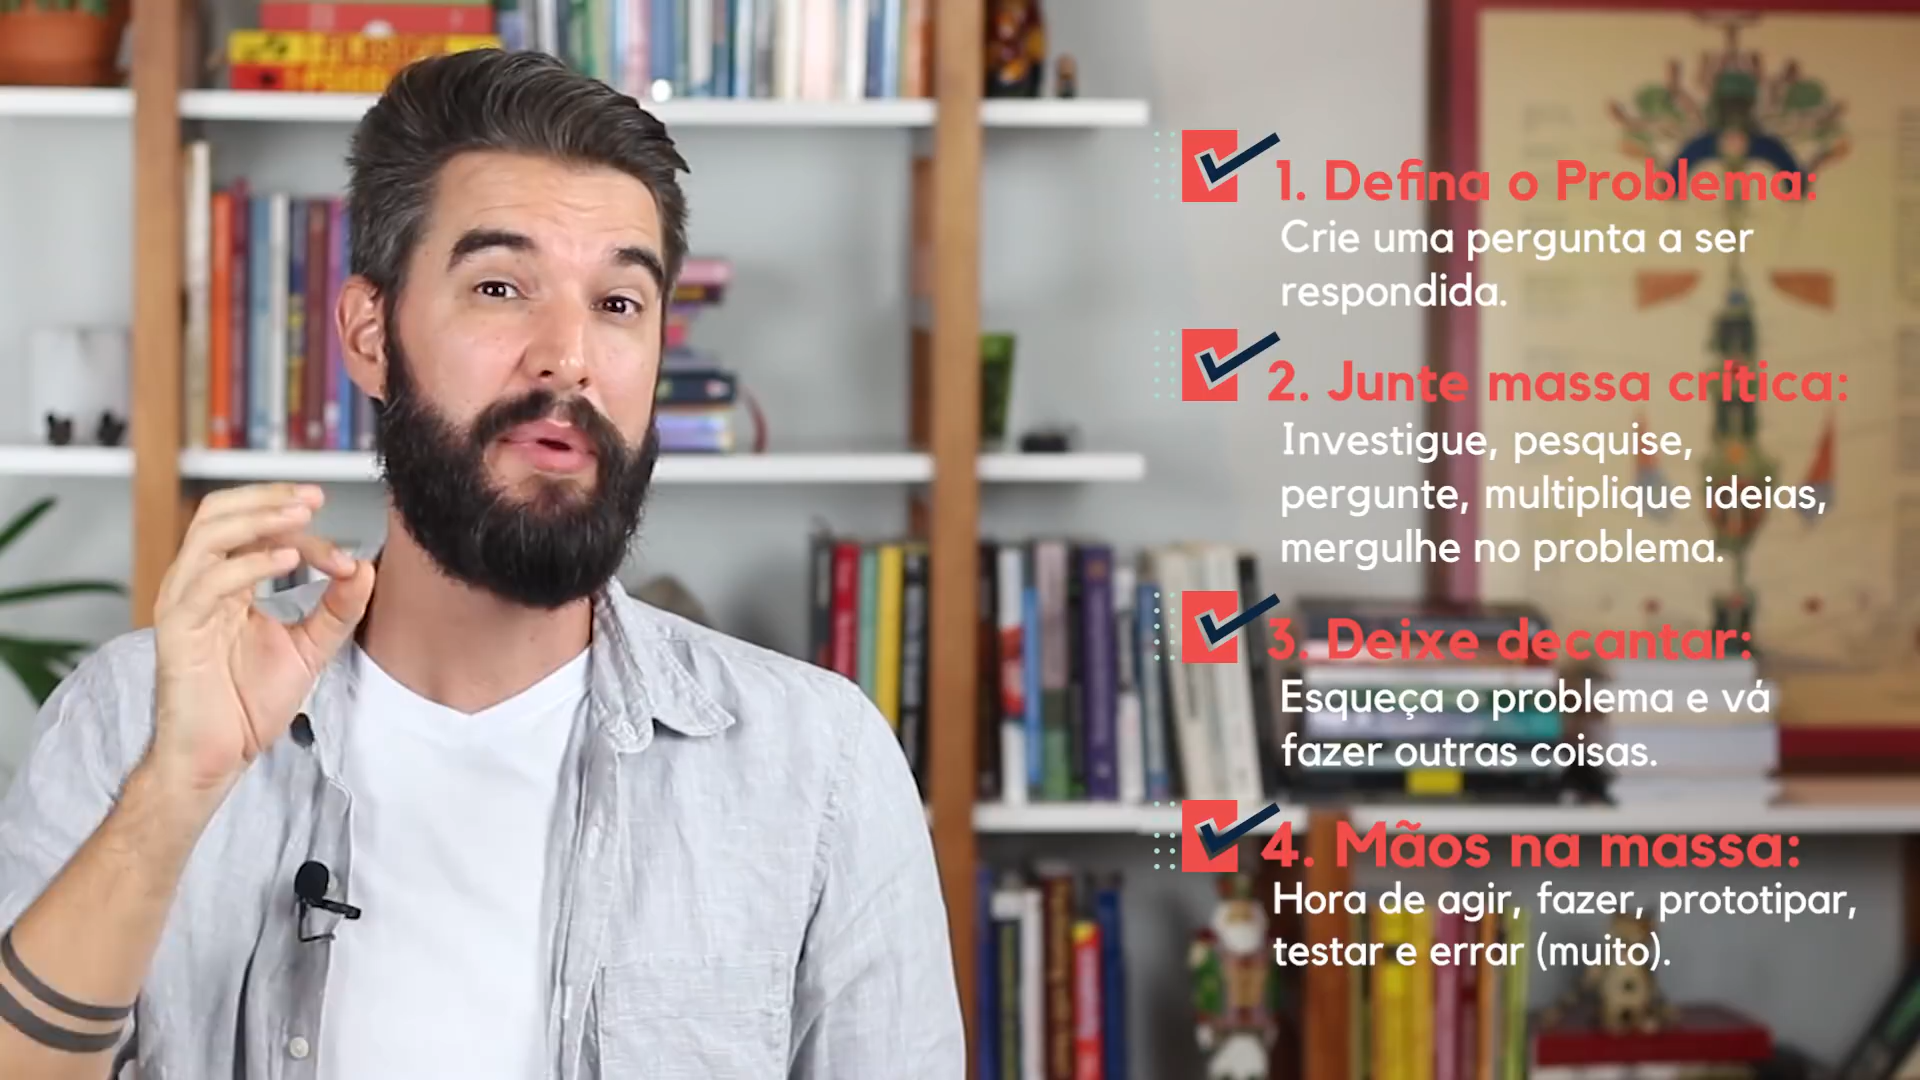 1. Defina o Problema:
Crie uma pergunta a ser
respondida.
2. Junte massa crítica:
Investigue, pesquise,
pergunte, multiplique ideias,
mergulhe no problema.
3. Deixe decantar:
Esqueça o problema e vá
fazer outras coisas.
4. Mãos na massa:
Hora de agir, fazer, prototipar,
testar e errar (muito).